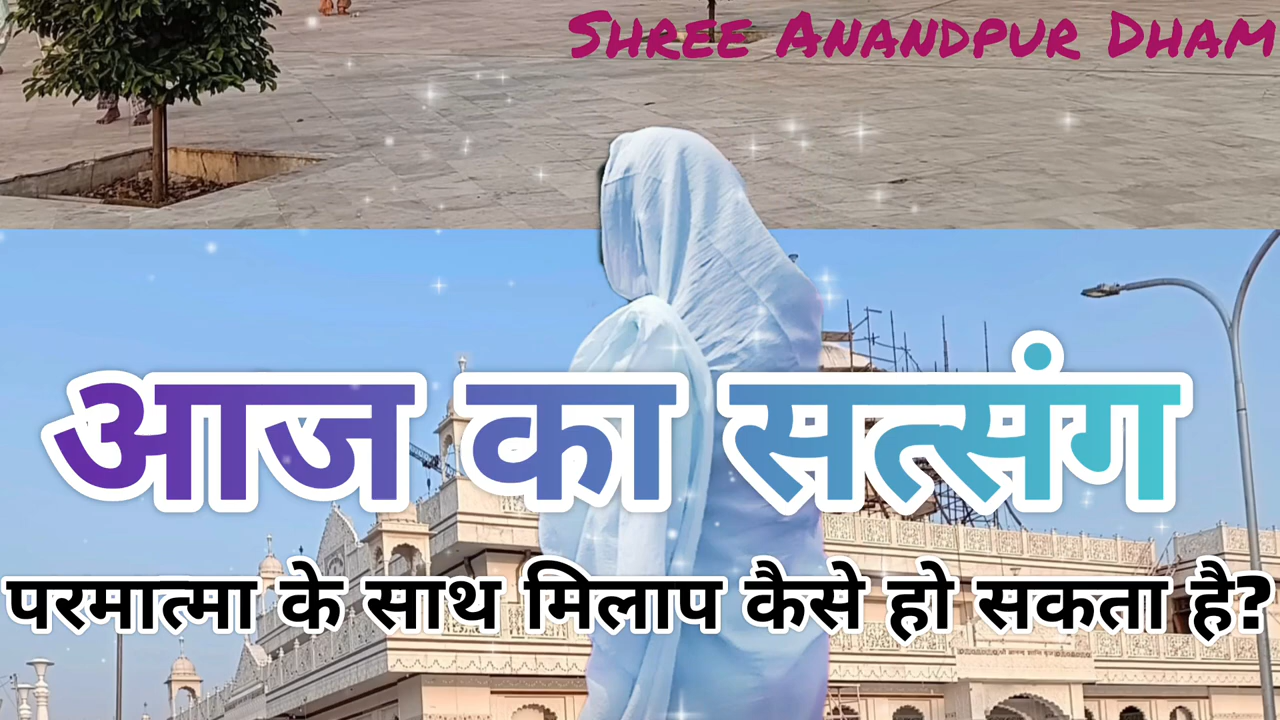 Shree Anandpur Dham
आज का सत्संग
परमात्मा के साथ मिलाप कैसे हो सकता है?